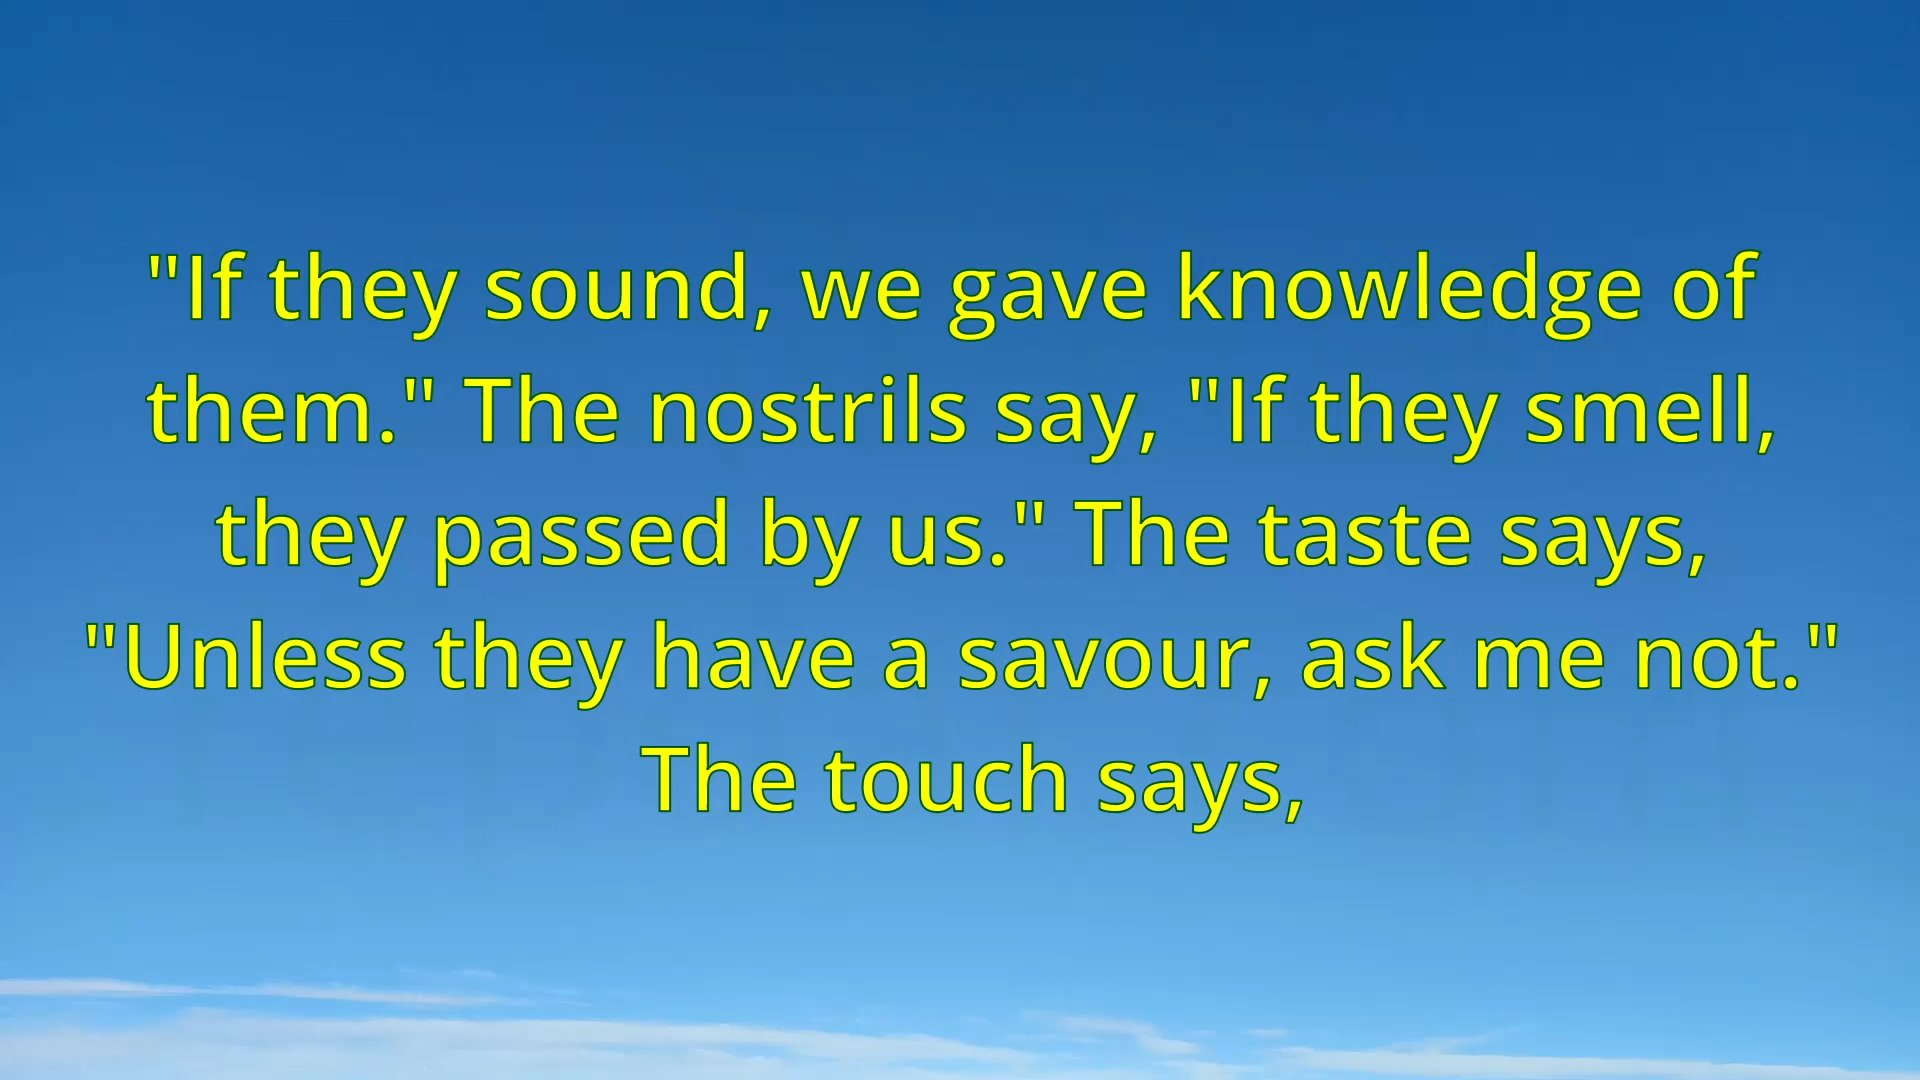 "If they sound, we gave knowledge of
them." The nostrils say, "If they smell,
they passed by us." The taste says,
"Unless they have a savour, ask me not."
The touch says,